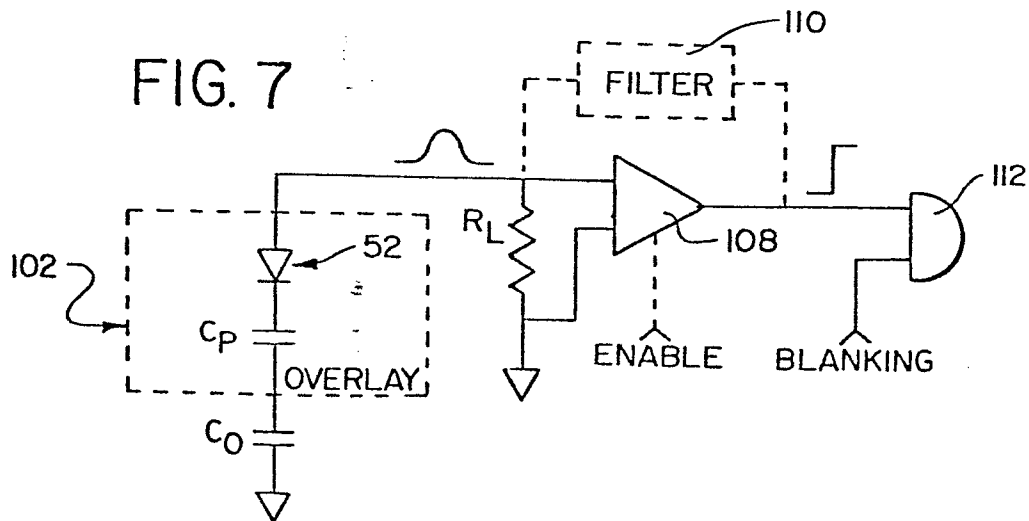 FIG. 7
110
FILTER
112
R_L
108
52
102
C_P
ENABLE
BLANKING
OVERLAY
C_O